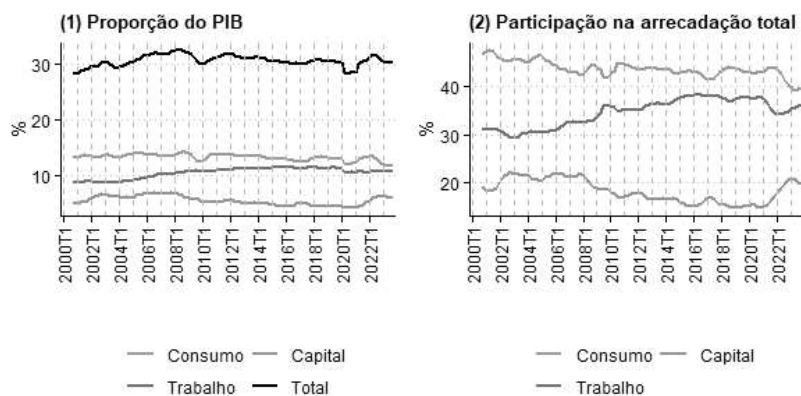 (1) Proporção do PIB
(2) Participação na arrecadação total
%
30
20
10
2000T1
2002T1
2004T1
2006T1
2008T1
2010T1
2012T1
2014T1
2016T1
2018T1
2020T1
2022T1
%
40
30
20
2000T1
2002T1
2004T1
2006T1
2008T1
2010T1
2012T1
2014T1
2016T1
2018T1
2020T1
2022T1
Consumo Capital
Trabalho Total
Consumo Capital
Trabalho